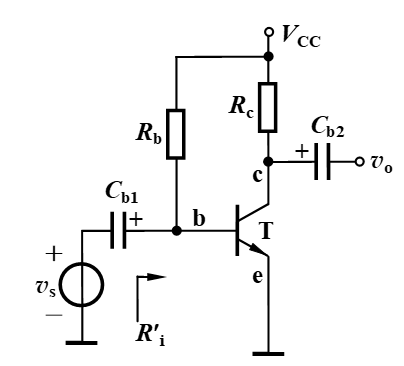 V_CC
R_b
R_c
C_b2
+
v_o
c
C_b1
+
b
T
+
v_s
−
e
R'_i